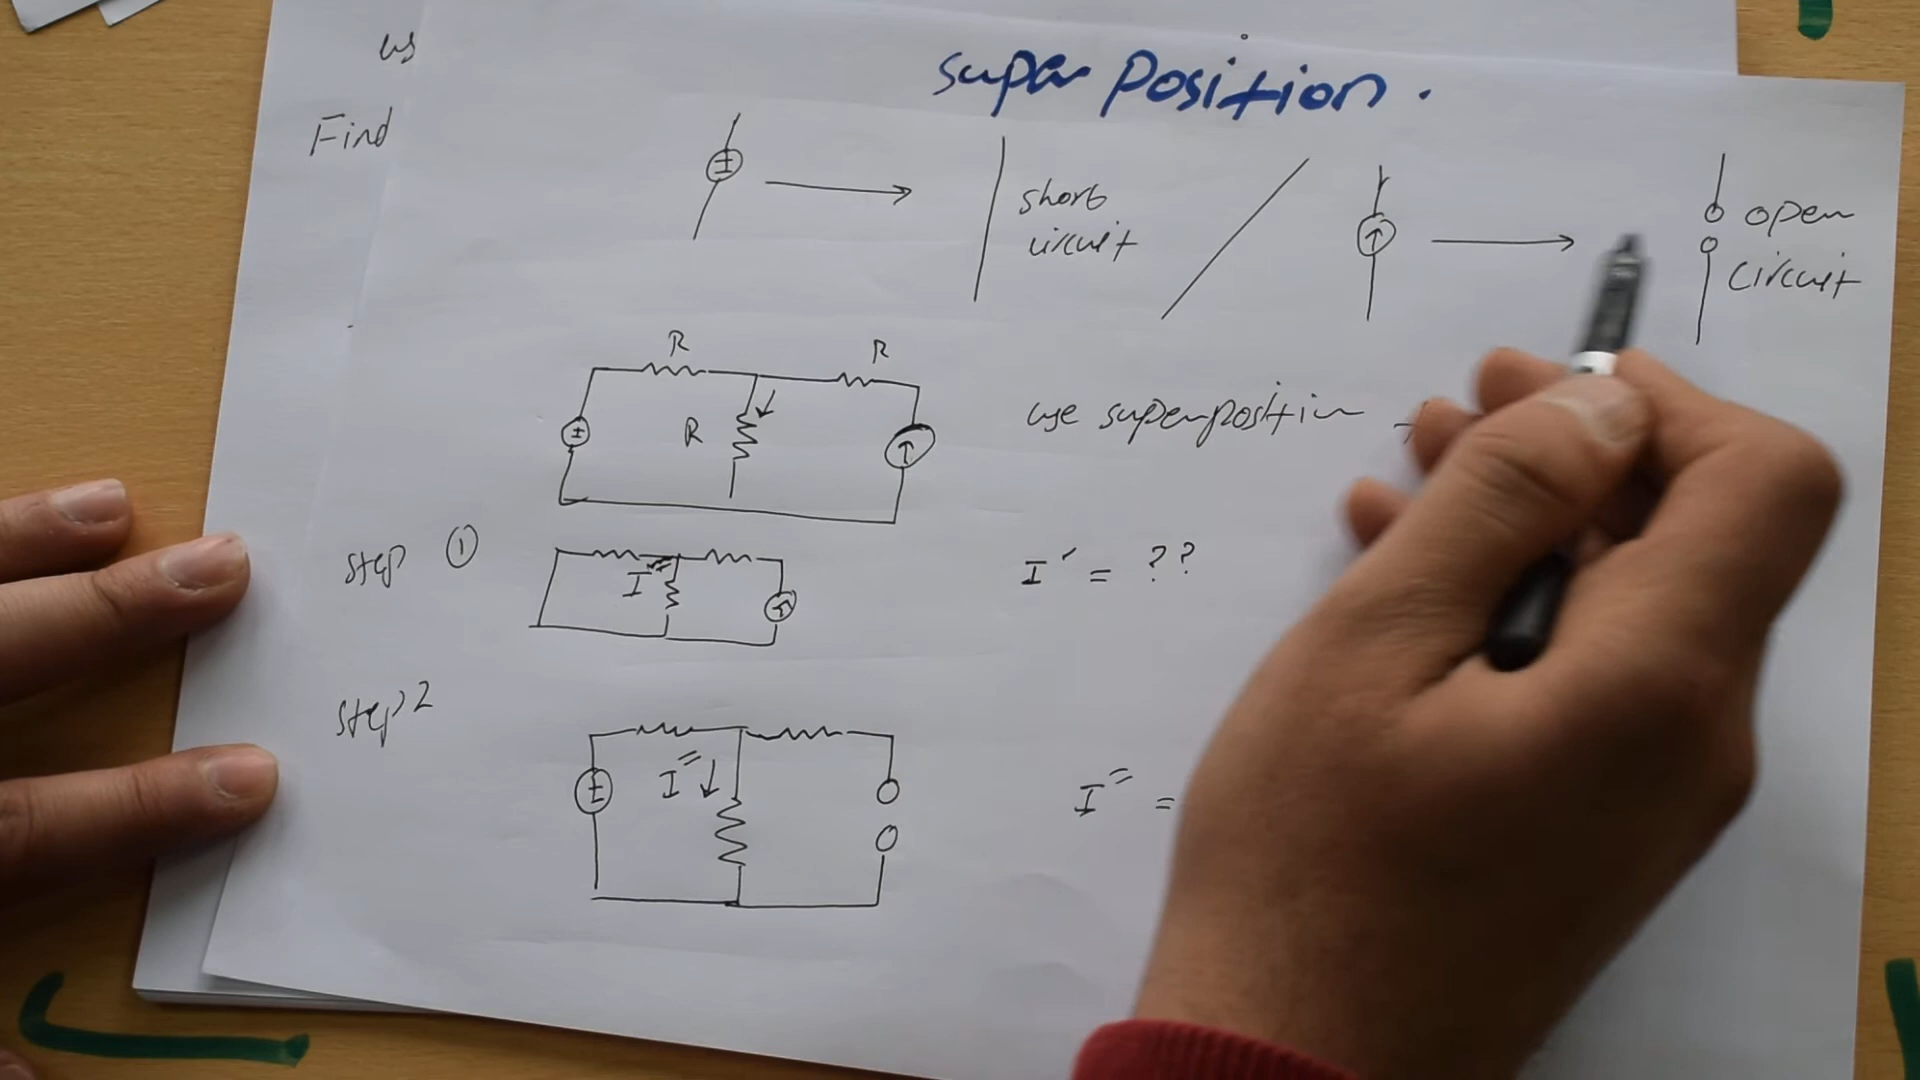 us
super position.
Find
short
circuit
open
circuit
R
R
R
use superposition
step ①
I
I' = ??
step 2
I"
I" =